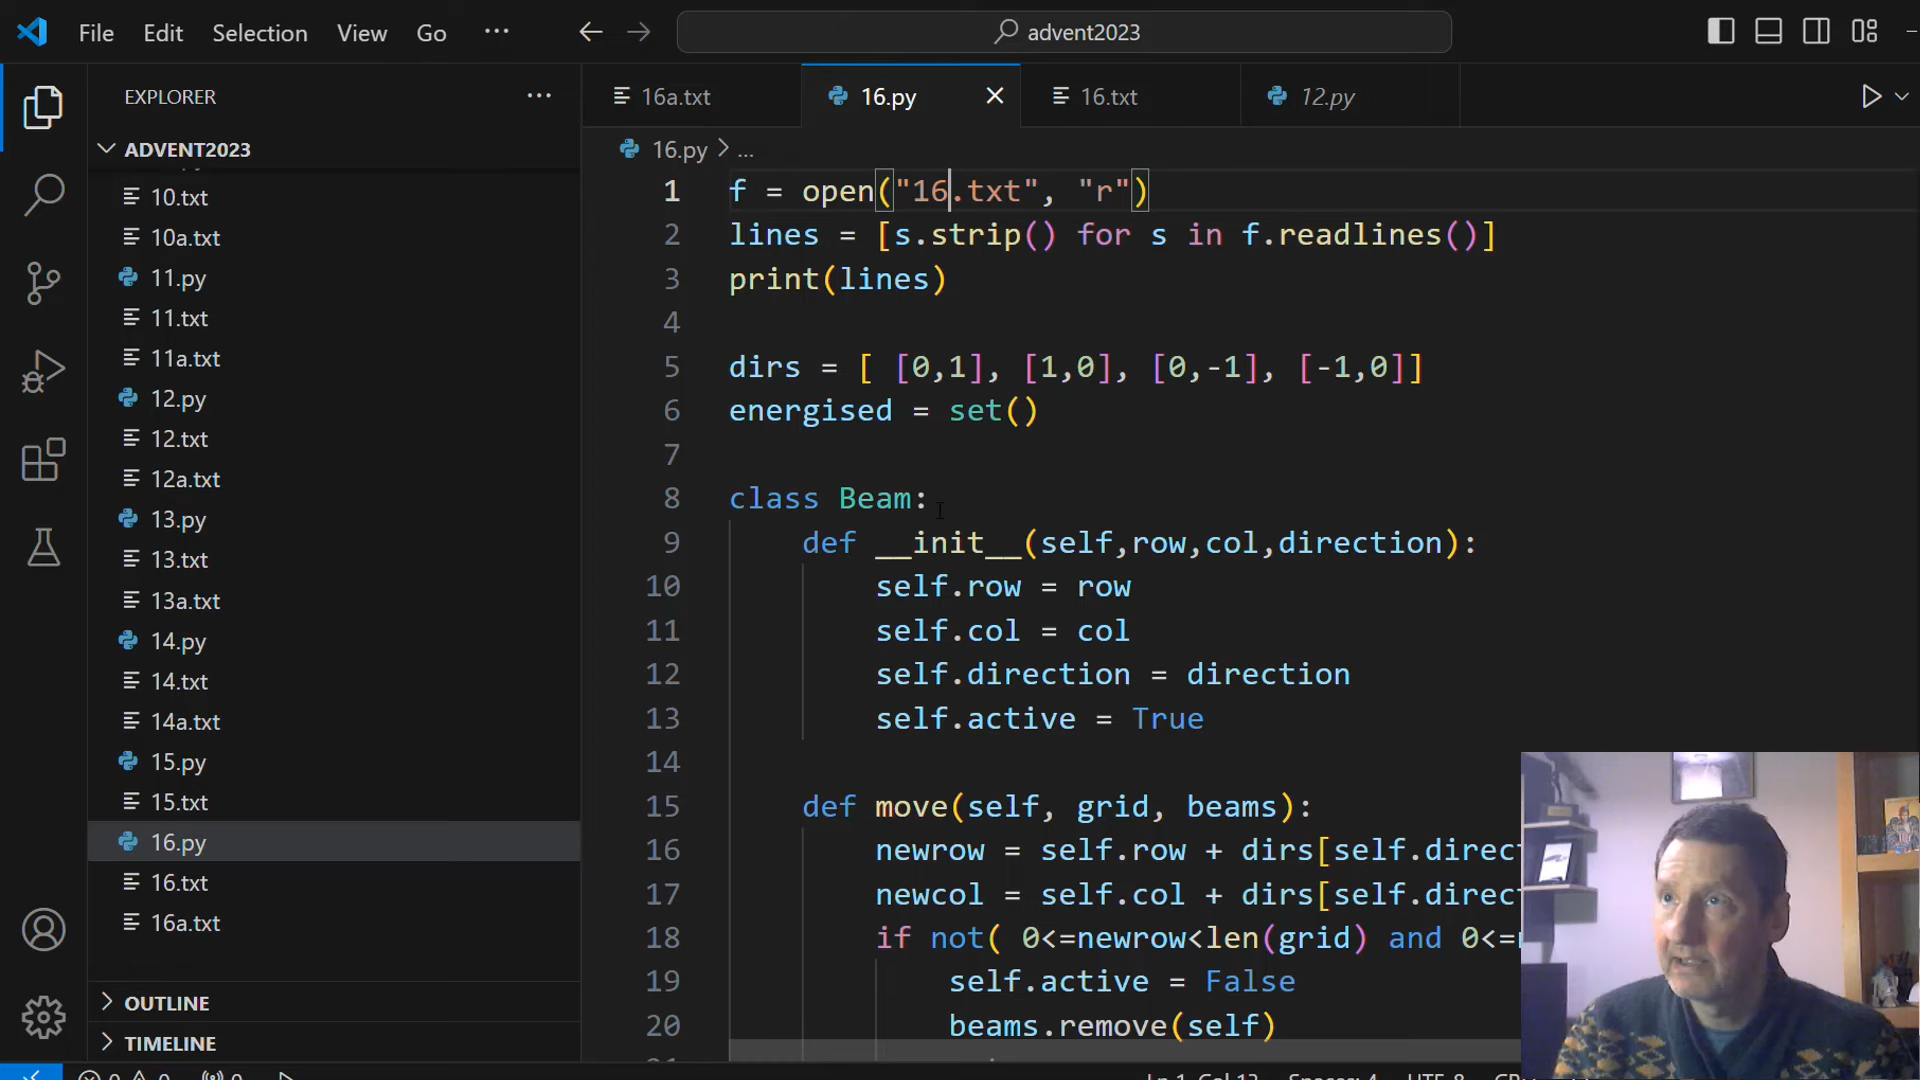 File Edit Selection View Go ··· advent2023
EXPLORER ···
ADVENT2023
10.txt
10a.txt
11.py
11.txt
11a.txt
12.py
12.txt
12a.txt
13.py
13.txt
13a.txt
14.py
14.txt
14a.txt
15.py
15.txt
16.py
16.txt
16a.txt
OUTLINE
TIMELINE
16a.txt 16.py 16.txt 12.py
16.py > ...
1 f = open("16.txt", "r")
2 lines = [s.strip() for s in f.readlines()]
3 print(lines)
4
5 dirs = [ [0,1], [1,0], [0,-1], [-1,0]]
6 energised = set()
7
8 class Beam:
9 def __init__(self,row,col,direction):
10 self.row = row
11 self.col = col
12 self.direction = direction
13 self.active = True
14
15 def move(self, grid, beams):
16 newrow = self.row + dirs[self.direc
17 newcol = self.col + dirs[self.direc
18 if not( 0<=newrow<len(grid) and 0<=
19 self.active = False
20 beams.remove(self)